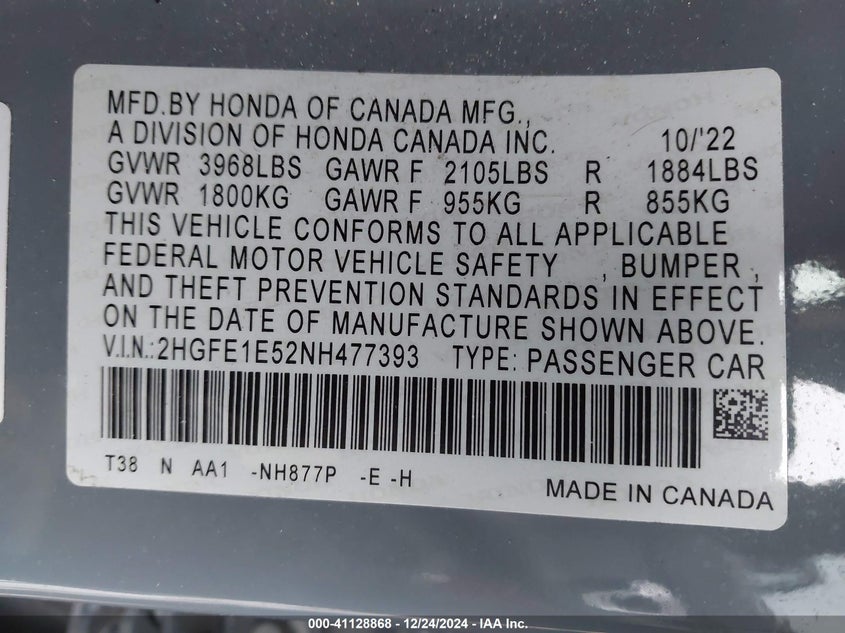 MFD.BY HONDA OF CANADA MFG.,
A DIVISION OF HONDA CANADA INC. 10/'22
GVWR 3968LBS GAWR F 2105LBS R 1884LBS
GVWR 1800KG GAWR F 955KG R 855KG
THIS VEHICLE CONFORMS TO ALL APPLICABLE
FEDERAL MOTOR VEHICLE SAFETY , BUMPER ,
AND THEFT PREVENTION STANDARDS IN EFFECT
ON THE DATE OF MANUFACTURE SHOWN ABOVE.
V.I.N.:2HGFE1E52NH477393 TYPE: PASSENGER CAR
T38 N AA1 -NH877P -E -H
MADE IN CANADA
000-41128868 - 12/24/2024 - IAA Inc.